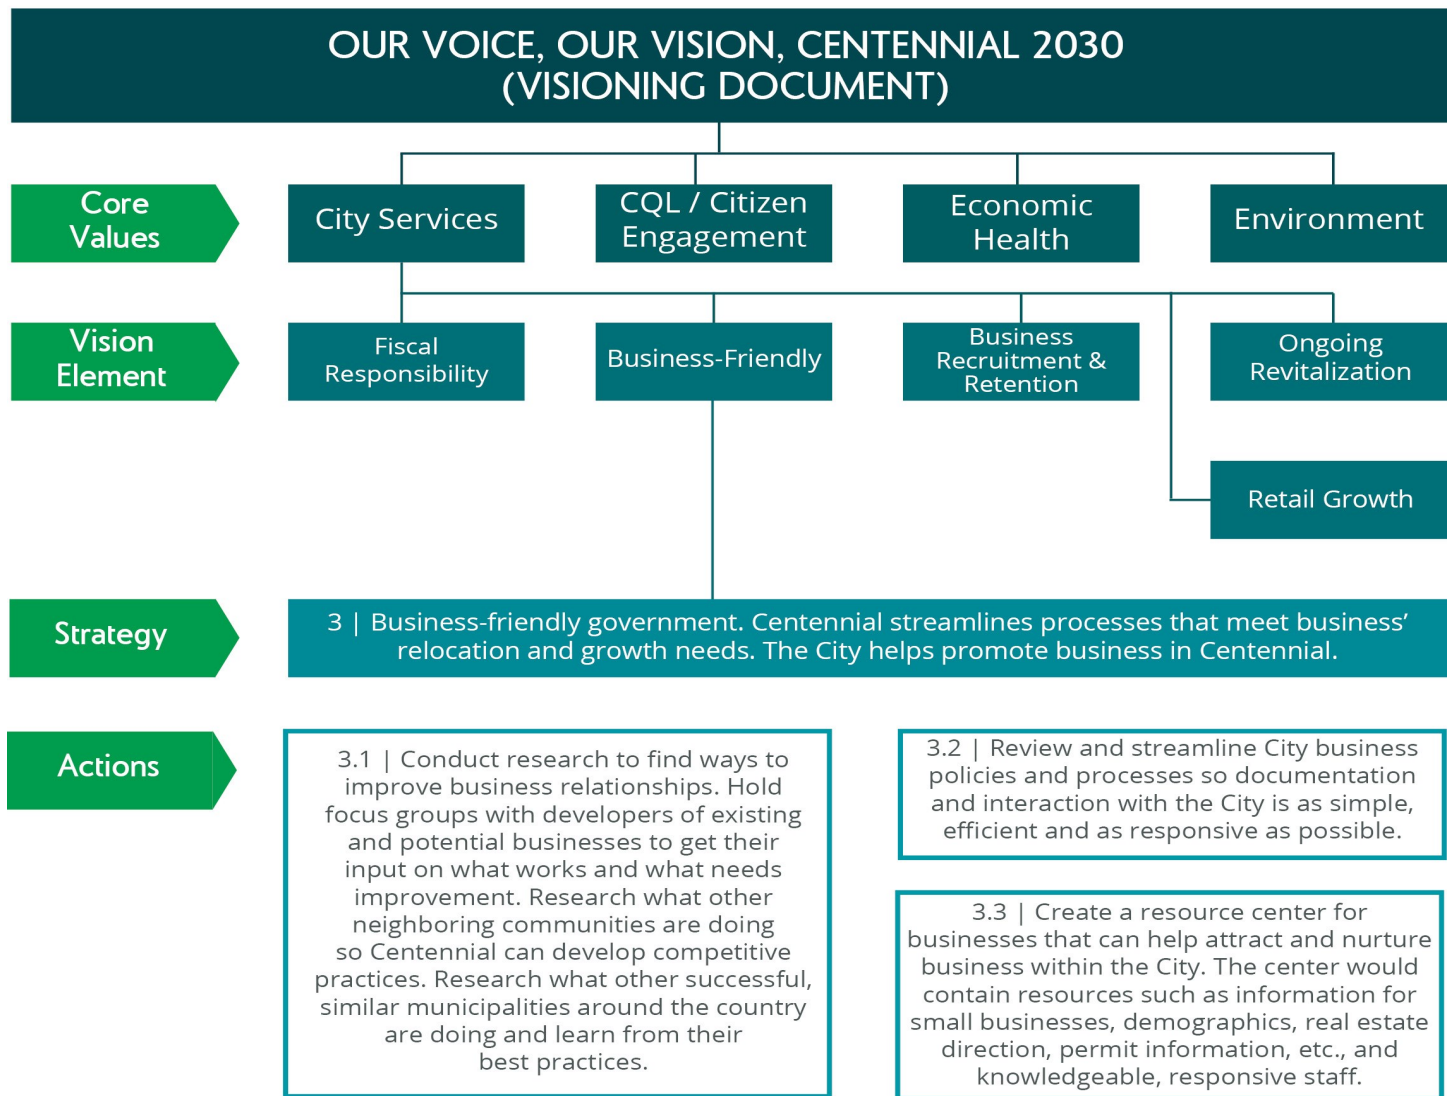 OUR VOICE, OUR VISION, CENTENNIAL 2030
(VISIONING DOCUMENT)
Core
Values
City Services
CQL / Citizen
Engagement
Economic
Health
Environment
Vision
Element
Fiscal
Responsibility
Business-Friendly
Business
Recruitment &
Retention
Ongoing
Revitalization
Retail Growth
Strategy
3 | Business-friendly government. Centennial streamlines processes that meet business’
relocation and growth needs. The City helps promote business in Centennial.
Actions
3.1 | Conduct research to find ways to
improve business relationships. Hold
focus groups with developers of existing
and potential businesses to get their
input on what works and what needs
improvement. Research what other
neighboring communities are doing
so Centennial can develop competitive
practices. Research what other successful,
similar municipalities around the country
are doing and learn from their
best practices.
3.2 | Review and streamline City business
policies and processes so documentation
and interaction with the City is as simple,
efficient and as responsive as possible.
3.3 | Create a resource center for
businesses that can help attract and nurture
business within the City. The center would
contain resources such as information for
small businesses, demographics, real estate
direction, permit information, etc., and
knowledgeable, responsive staff.